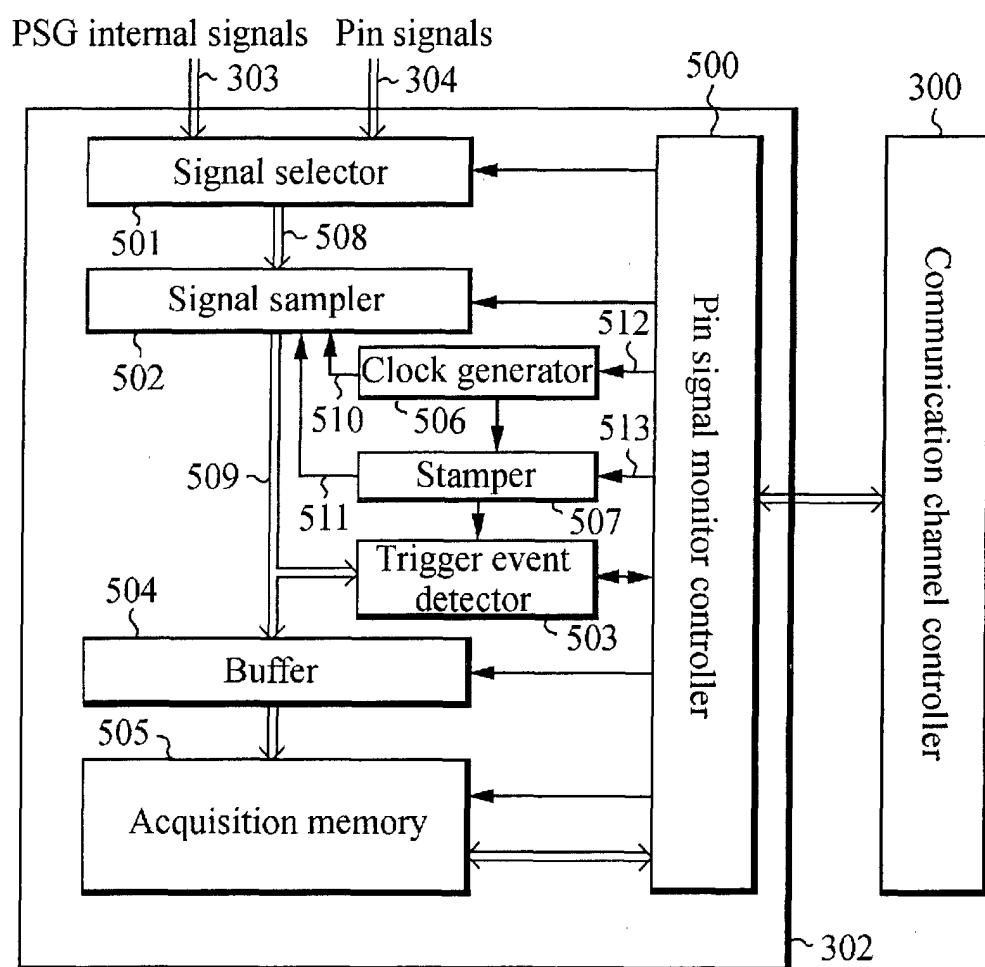 PSG internal signals
Pin signals
303
304
500
300
Signal selector
501
508
Signal sampler
502
512
Clock generator
510
506
513
509
Stamper
511
507
Trigger event
detector
504
503
Buffer
505
Acquisition memory
Pin signal monitor controller
Communication channel controller
302